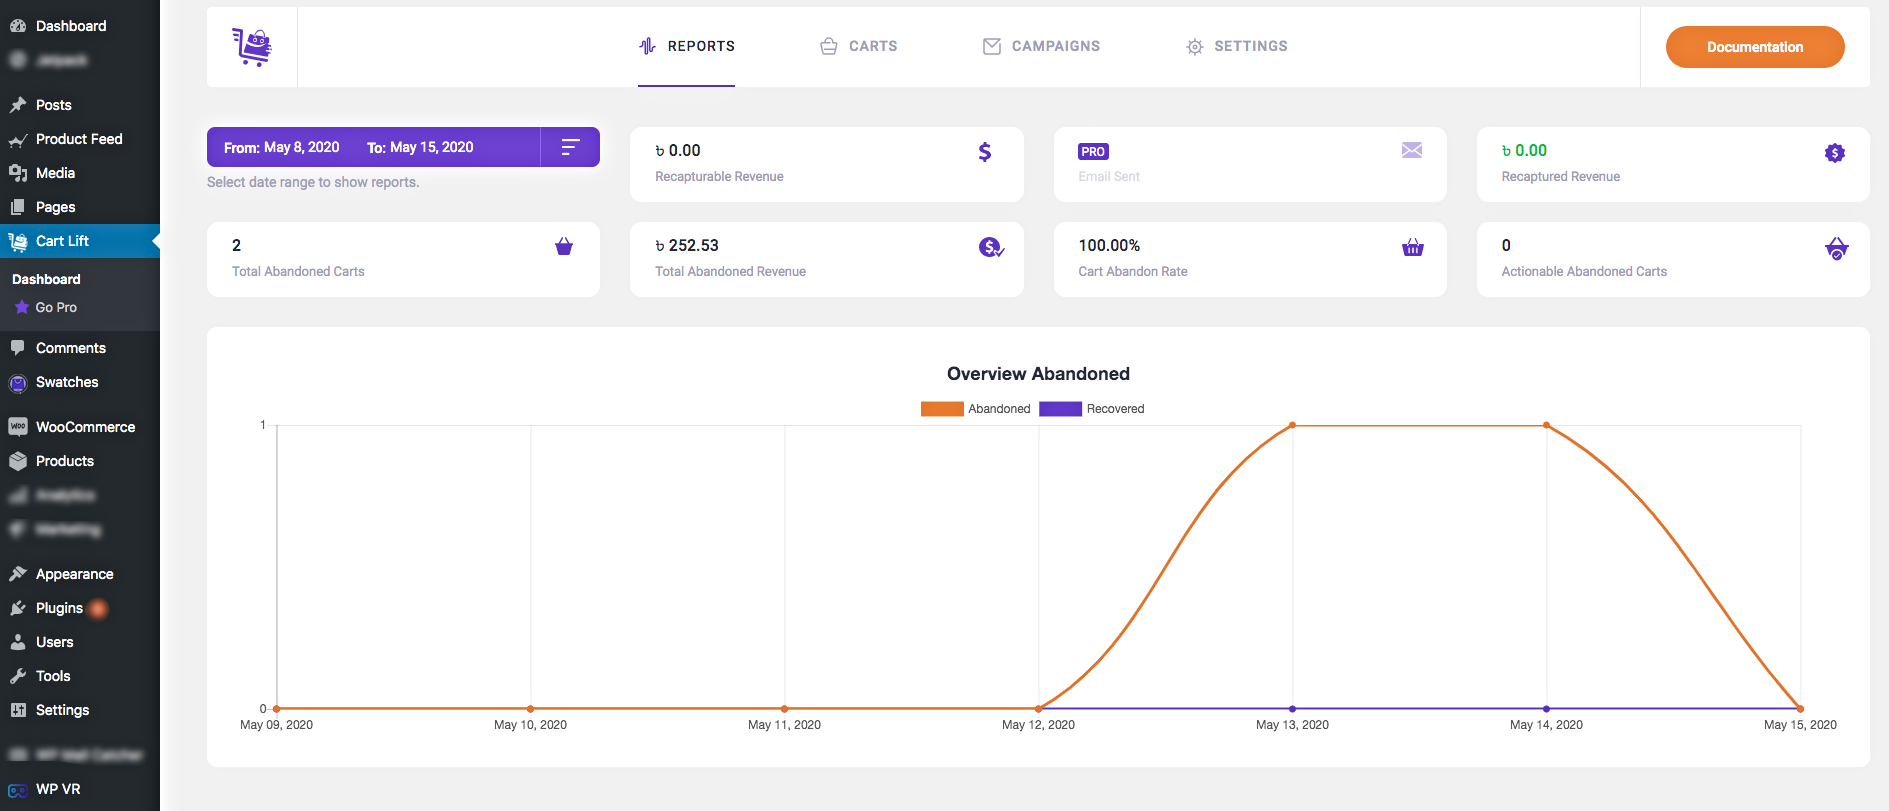 Dashboard
Posts
Product Feed
Media
Pages
Cart Lift
Dashboard
Go Pro
Comments
Swatches
WooCommerce
Products
Appearance
Plugins
Users
Tools
Settings
WP VR
REPORTS
CARTS
CAMPAIGNS
SETTINGS
Documentation
From: May 8, 2020 To: May 15, 2020
Select date range to show reports.
৳ 0.00
Recapturable Revenue
PRO
Email Sent
৳ 0.00
Recaptured Revenue
2
Total Abandoned Carts
৳ 252.53
Total Abandoned Revenue
100.00%
Cart Abandon Rate
0
Actionable Abandoned Carts
Overview Abandoned
Abandoned Recovered
1
0
May 09, 2020 May 10, 2020 May 11, 2020 May 12, 2020 May 13, 2020 May 14, 2020 May 15, 2020